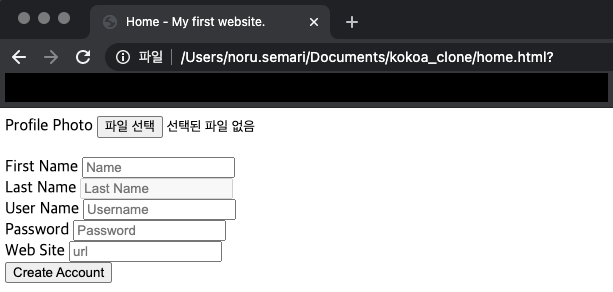 Home - My first website.
파일 /Users/noru.semari/Documents/kokoa_clone/home.html?
Profile Photo 파일 선택 선택된 파일 없음
First Name Name
Last Name Last Name
User Name Username
Password Password
Web Site url
Create Account